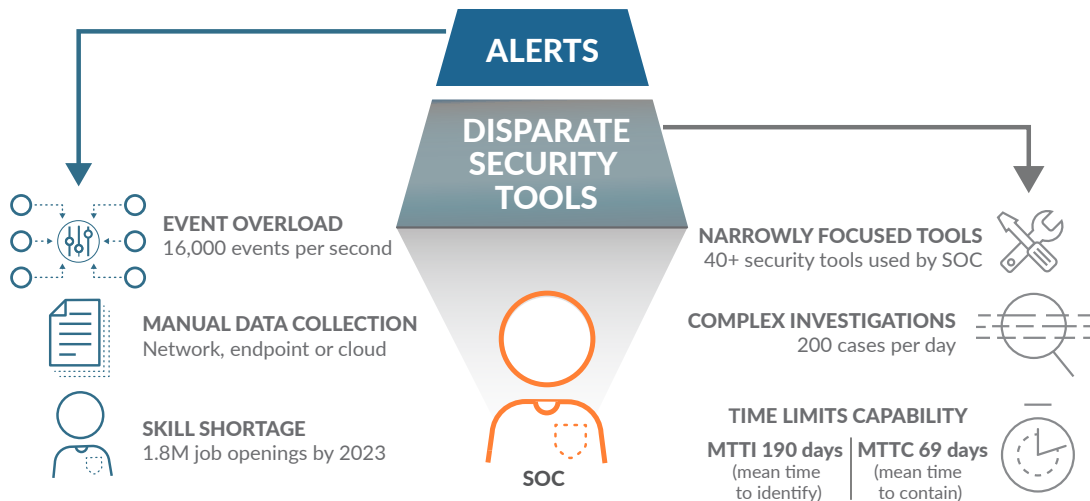 ALERTS
DISPARATE
SECURITY
TOOLS
EVENT OVERLOAD
16,000 events per second
MANUAL DATA COLLECTION
Network, endpoint or cloud
SKILL SHORTAGE
1.8M job openings by 2023
SOC
NARROWLY FOCUSED TOOLS
40+ security tools used by SOC
COMPLEX INVESTIGATIONS
200 cases per day
TIME LIMITS CAPABILITY
MTTI 190 days
(mean time
to identify)
MTTC 69 days
(mean time
to contain)